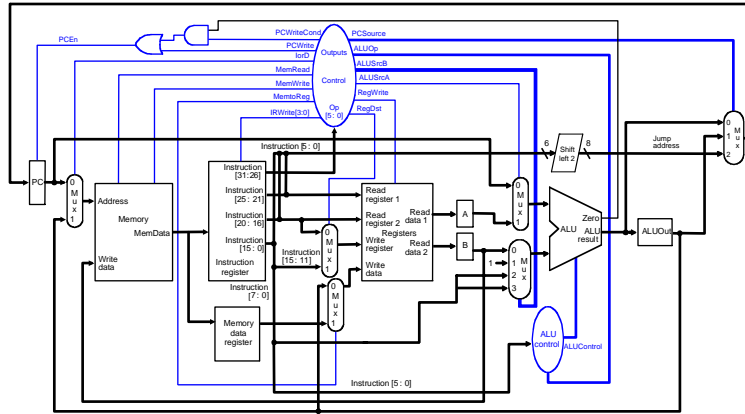 PCEn
PCWriteCond
PCWrite
IorD
MemRead
MemWrite
MemtoReg
IRWrite[3:0]
Outputs
Control
Op
[5 : 0]
PCSource
ALUOp
ALUSrcB
ALUSrcA
RegWrite
RegDst
PC
0
M
u
x
1
Address
Memory
MemData
Write
data
Instruction [5 : 0]
Instruction
[31:26]
Instruction
[25 : 21]
Instruction
[20 : 16]
Instruction
[15 : 0]
Instruction
register
Instruction
[7 : 0]
Memory
data
register
Instruction
[15 : 11]
0
M
u
x
1
0
M
u
x
1
Read
register 1
Read
register 2
Registers
Write
register
Write
data
Read
data 1
Read
data 2
A
B
0
M
u
x
1
0
1
M
u
x
2
3
1
6
Shift
left 2
8
Jump
address
Zero
ALU
ALU
result
ALUOut
0
1
M
u
x
2
ALU
control
ALUControl
Instruction [5 : 0]